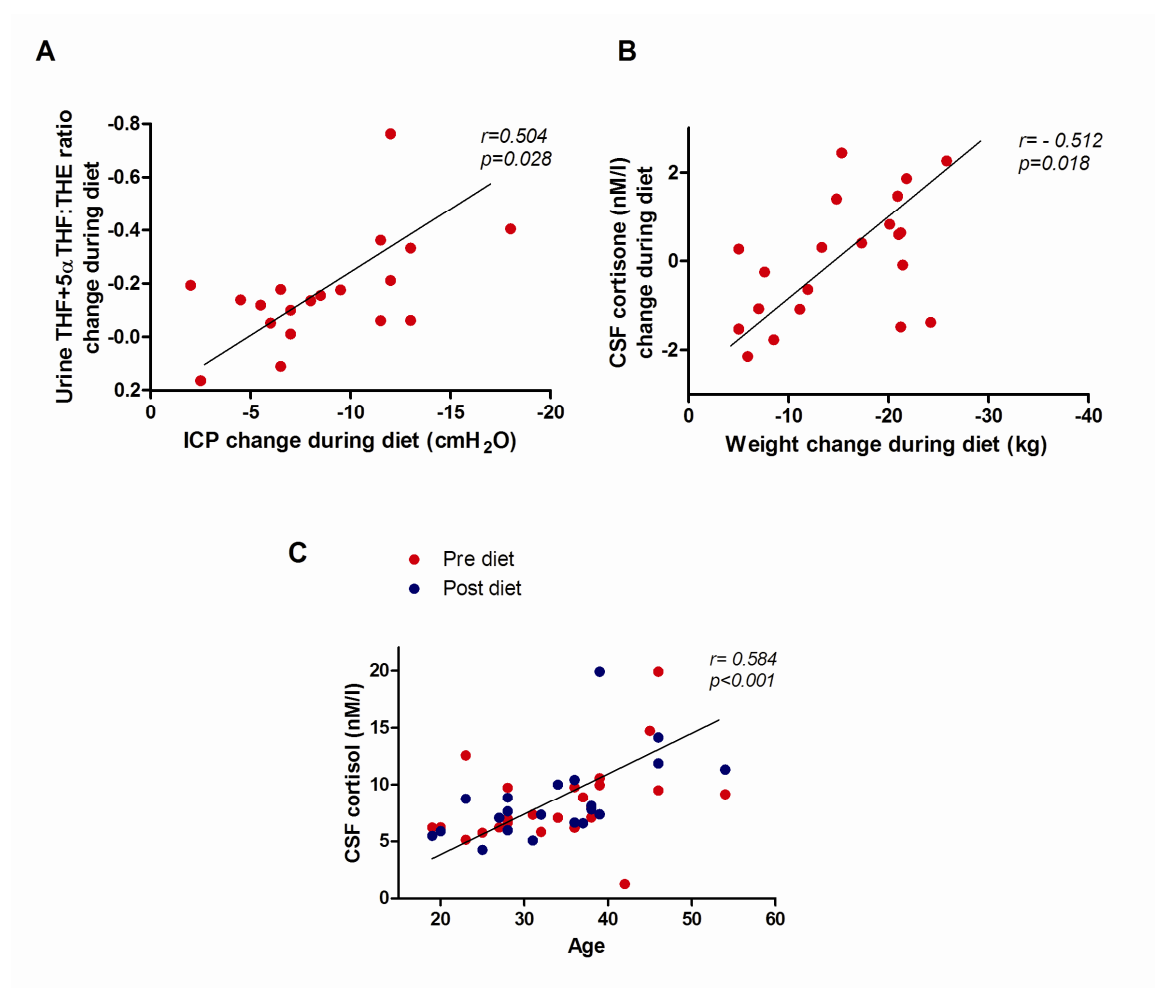 A
B
Urine THF+5α THF:THE ratio
change during diet
-0.8
-0.6
-0.4
-0.2
-0.0
0.2
r=0.504
p=0.028
0
-5
-10
-15
-20
ICP change during diet (cmH2O)
CSF cortisone (nM/l)
change during diet
2
0
-2
r= - 0.512
p=0.018
0
-10
-20
-30
-40
Weight change during diet (kg)
C
Pre diet
Post diet
CSF cortisol (nM/l)
20
15
10
5
0
r= 0.584
p<0.001
20
30
40
50
60
Age